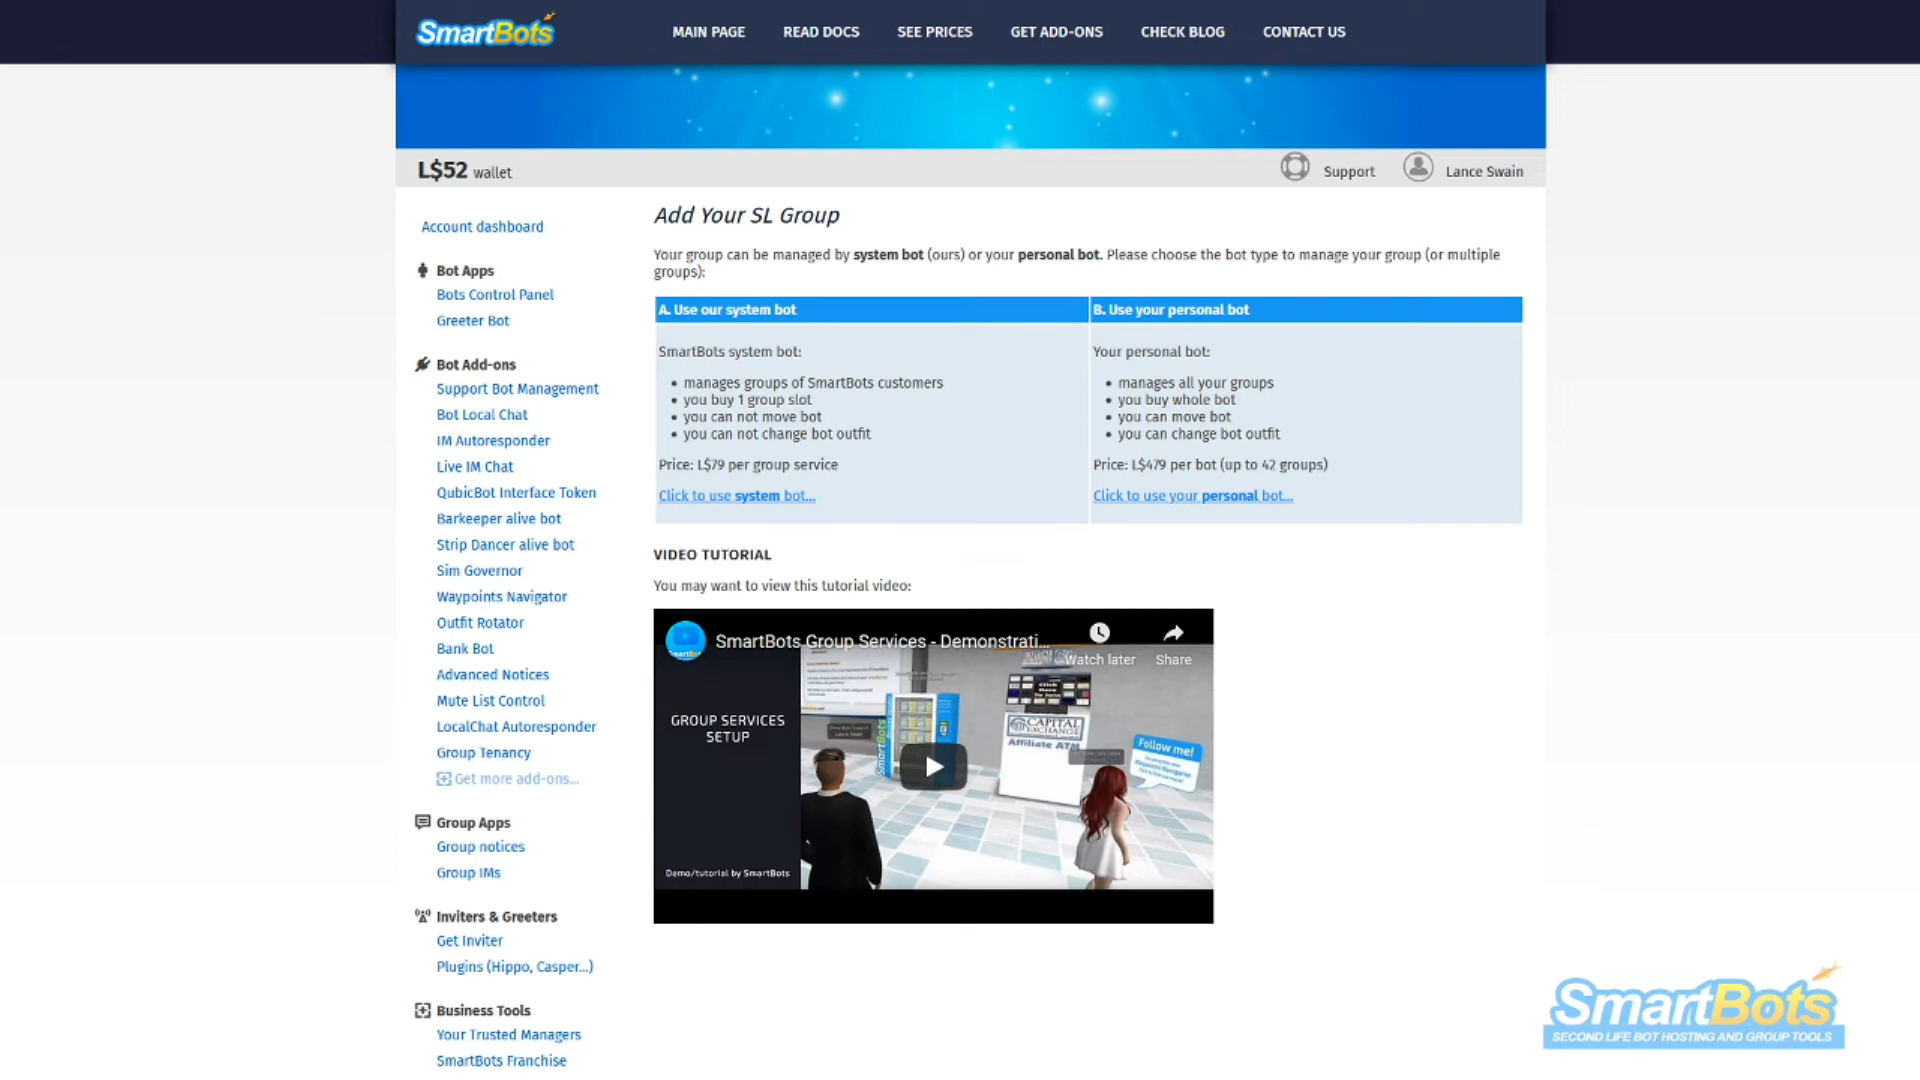 SmartBots
MAIN PAGE
READ DOCS
SEE PRICES
GET ADD-ONS
CHECK BLOG
CONTACT US
L$52 wallet
Support
Lance Swain
Account dashboard
Bot Apps
Bots Control Panel
Greeter Bot
Bot Add-ons
Support Bot Management
Bot Local Chat
IM Autoresponder
Live IM Chat
QubicBot Interface Token
Barkeeper alive bot
Strip Dancer alive bot
Sim Governor
Waypoints Navigator
Outfit Rotator
Bank Bot
Advanced Notices
Mute List Control
LocalChat Autoresponder
Group Tenancy
Get more add-ons...
Group Apps
Group notices
Group IMs
Inviters & Greeters
Get Inviter
Plugins (Hippo, Casper...)
Business Tools
Your Trusted Managers
SmartBots Franchise
Add Your SL Group
Your group can be managed by system bot (ours) or your personal bot. Please choose the bot type to manage your group (or multiple
groups):
A. Use our system bot
SmartBots system bot:
• manages groups of SmartBots customers
• you buy 1 group slot
• you can not move bot
• you can not change bot outfit
Price: L$79 per group service
Click to use system bot...
B. Use your personal bot
Your personal bot:
• manages all your groups
• you buy whole bot
• you can move bot
• you can change bot outfit
Price: L$479 per bot (up to 42 groups)
Click to use your personal bot...
VIDEO TUTORIAL
You may want to view this tutorial video:
SmartBots Group Services - Demonstrati...
Watch later
Share
GROUP SERVICES
SETUP
Demo/tutorial by SmartBots
SmartBots
CAPITAL
EXCHANGE
Affiliate ATM
Follow me!
SmartBots
SECOND LIFE BOT HOSTING AND GROUP TOOLS